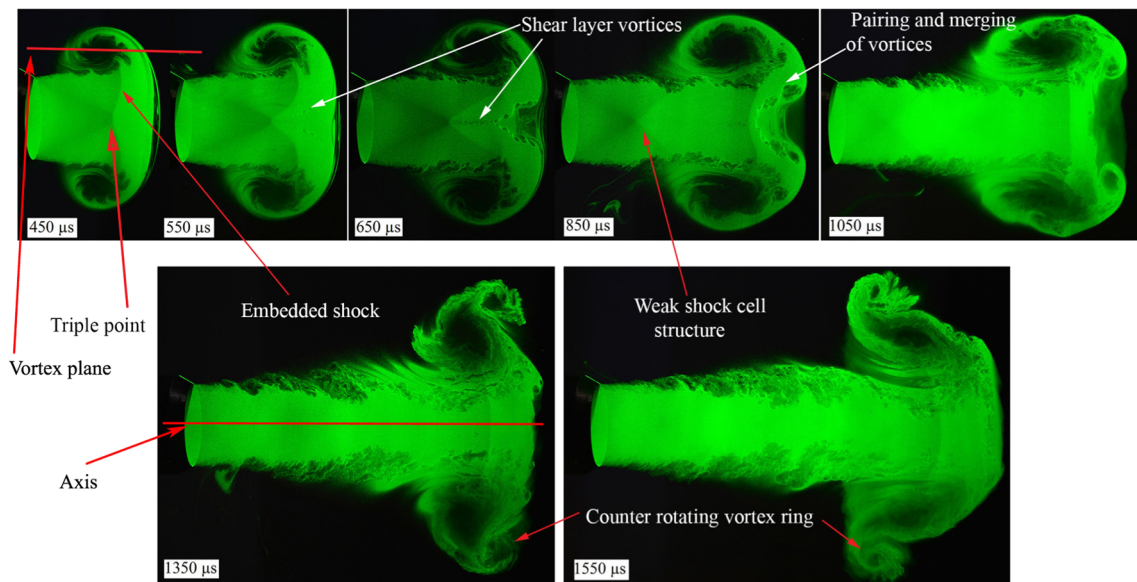 Shear layer vortices
Pairing and merging
of vortices
450 µs
550 µs
650 µs
850 µs
1050 µs
Triple point
Embedded shock
Weak shock cell
structure
Vortex plane
Axis
Counter rotating vortex ring
1350 µs
1550 µs